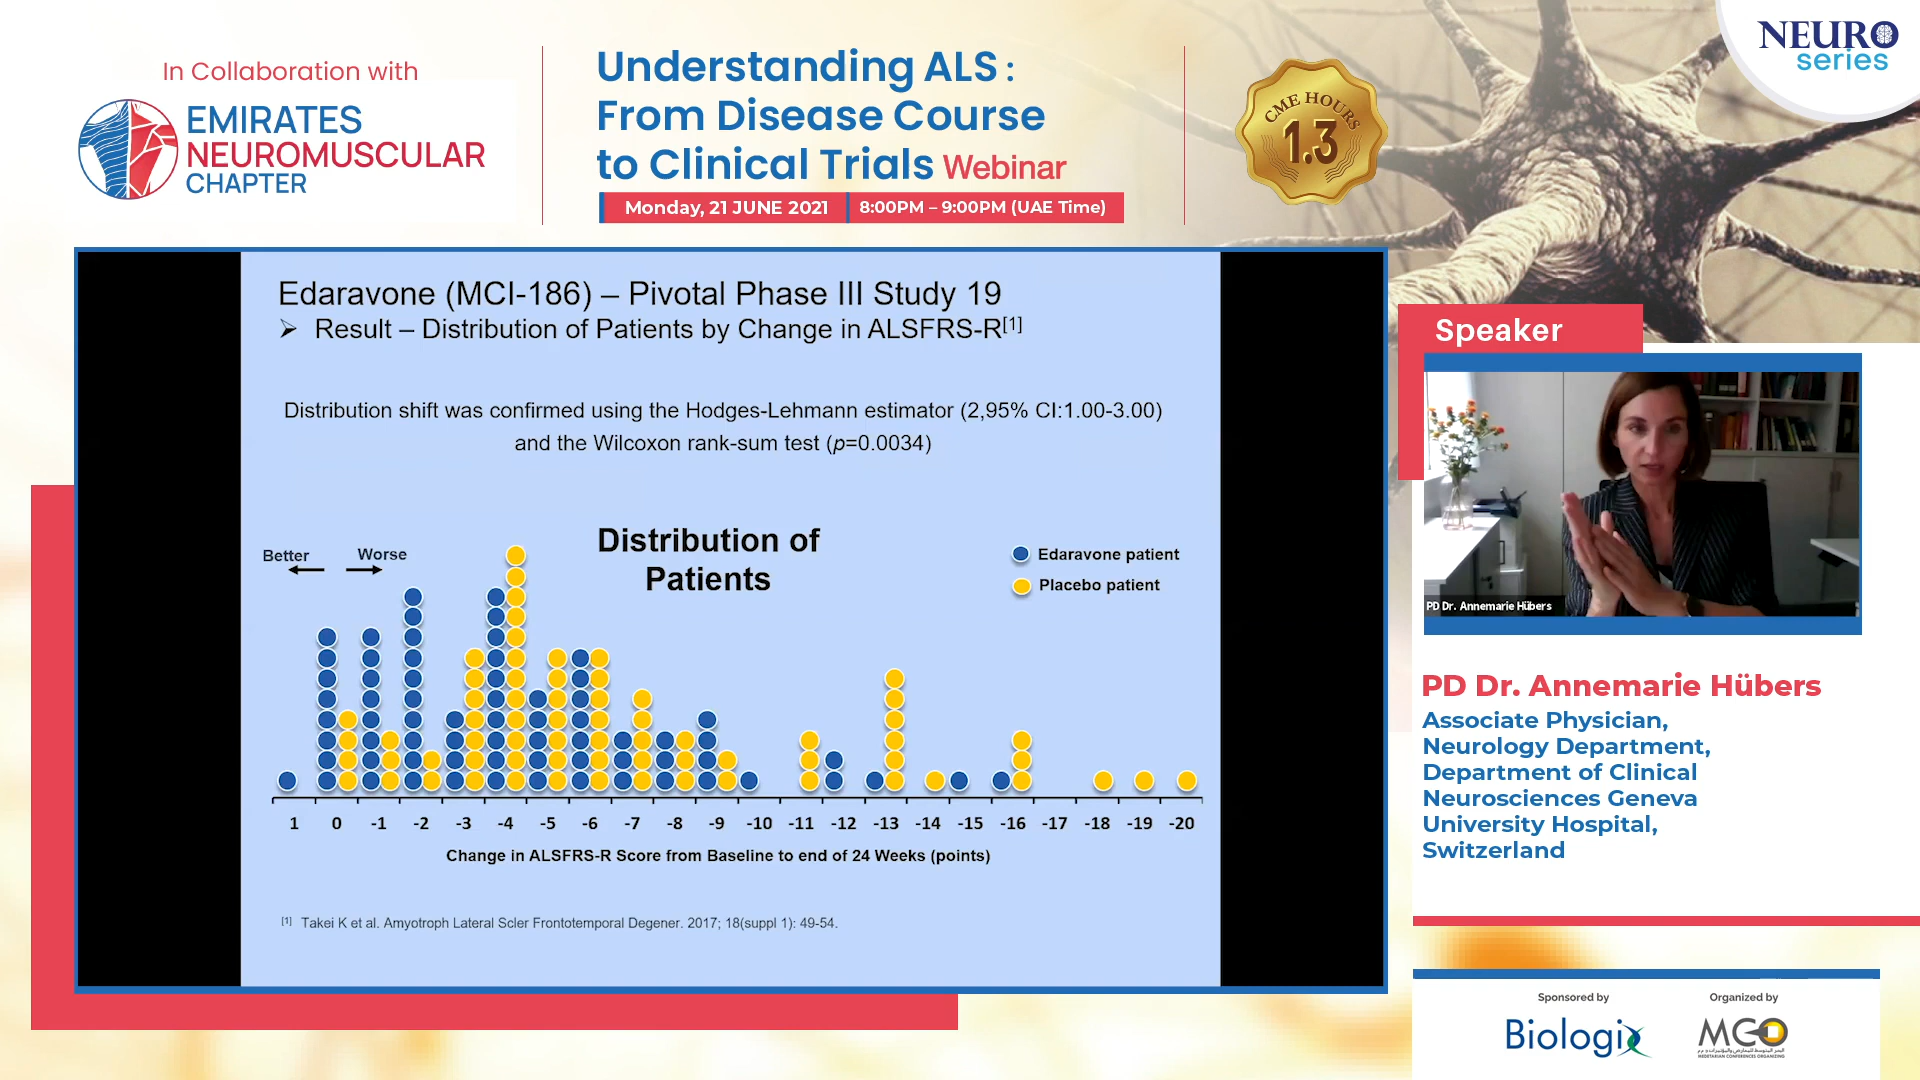 In Collaboration with
EMIRATES
NEUROMUSCULAR
CHAPTER
Understanding ALS :
From Disease Course
to Clinical Trials Webinar
Monday, 21 JUNE 2021
8:00PM – 9:00PM (UAE Time)
CME HOURS
1.3
NEURO
series
Edaravone (MCI-186) – Pivotal Phase III Study 19
➢ Result – Distribution of Patients by Change in ALSFRS-R[1]
Distribution shift was confirmed using the Hodges-Lehmann estimator (2,95% CI:1.00-3.00)
and the Wilcoxon rank-sum test (p=0.0034)
Distribution of
Patients
Better
Worse
Edaravone patient
Placebo patient
1 0 -1 -2 -3 -4 -5 -6 -7 -8 -9 -10 -11 -12 -13 -14 -15 -16 -17 -18 -19 -20
Change in ALSFRS-R Score from Baseline to end of 24 Weeks (points)
[1] Takei K et al. Amyotroph Lateral Scler Frontotemporal Degener. 2017; 18(suppl 1): 49-54.
Speaker
PD Dr. Annemarie Hübers
PD Dr. Annemarie Hübers
Associate Physician,
Neurology Department,
Department of Clinical
Neurosciences Geneva
University Hospital,
Switzerland
Sponsored by
Biologix
Organized by
MCO